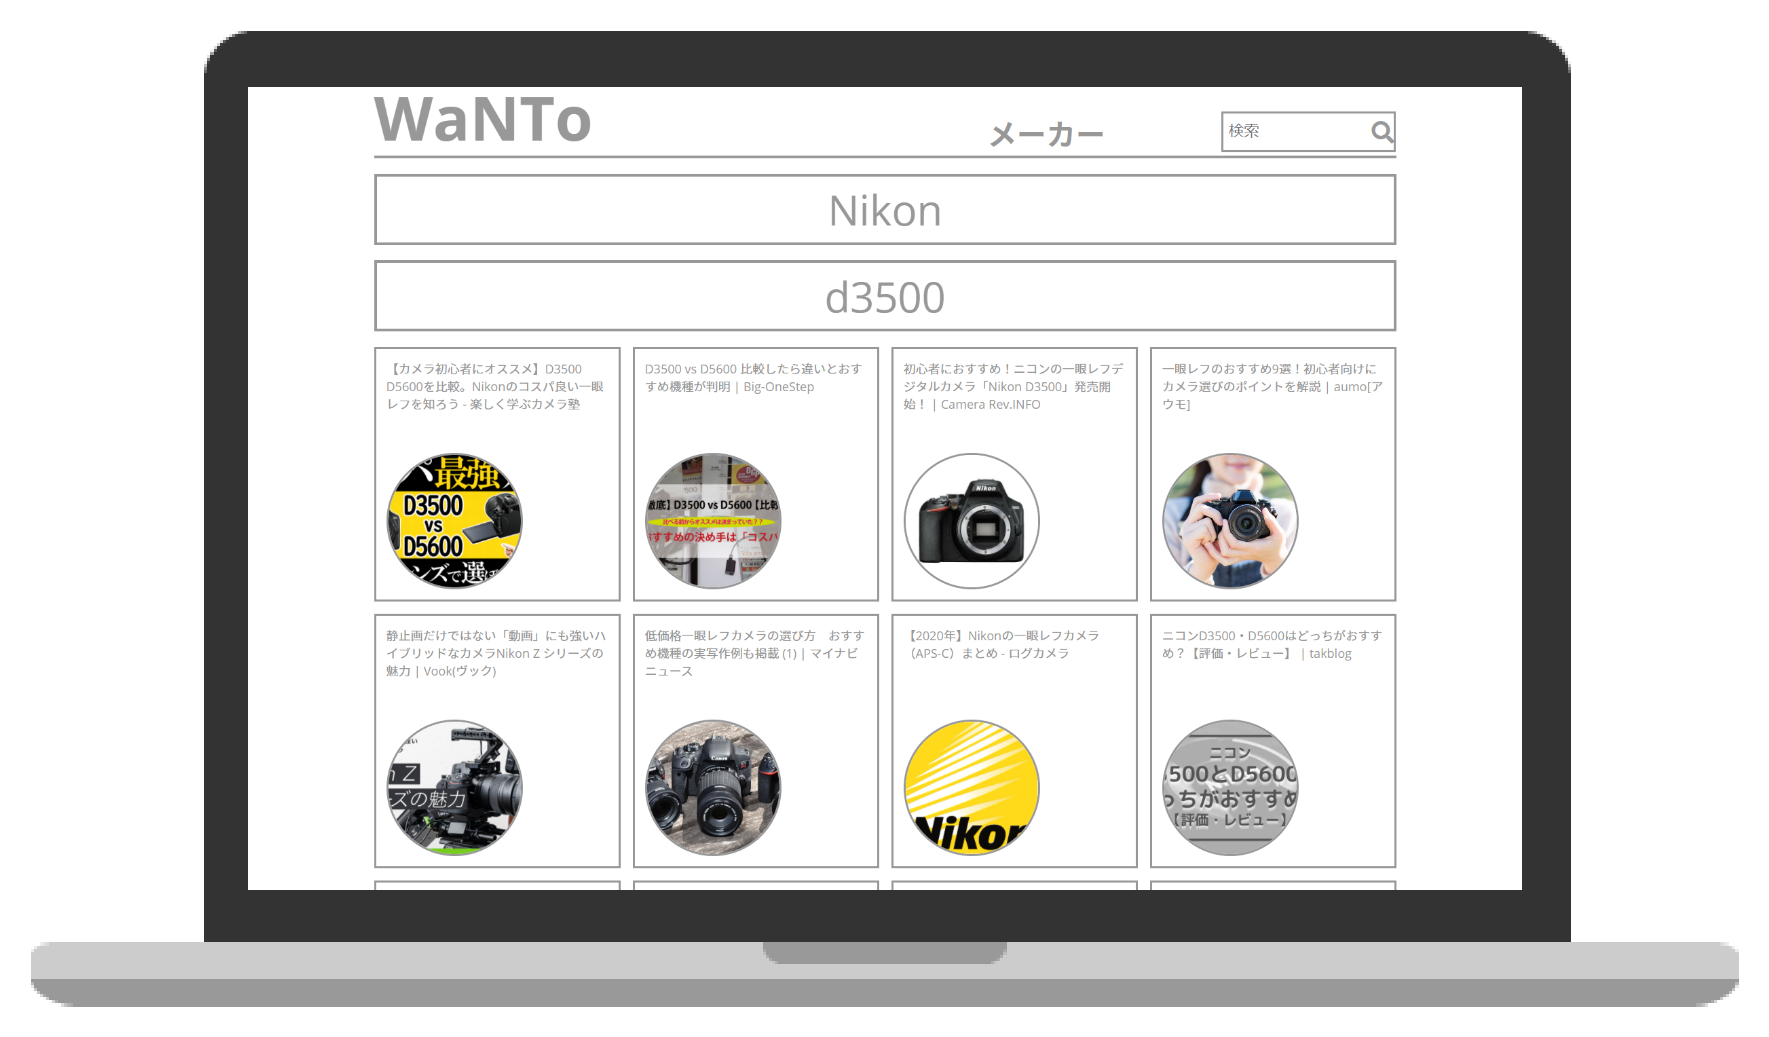 WaNTo
メーカー
検索
Nikon
d3500
【カメラ初心者にオススメ】D3500
D5600を比較。Nikonのコスパ良い一眼
レフを知ろう - 楽しく学ぶカメラ塾
D3500 vs D5600 比較したら違いとおす
すめ機種が判明 | Big-OneStep
初心者におすすめ！ニコンの一眼レフデ
ジタルカメラ「Nikon D3500」発売開
始！ | Camera Rev.INFO
一眼レフのおすすめ9選！初心者向けに
カメラ選びのポイントを解説 | aumo[ア
ウモ]
最強
D3500
vs
D5600
ンズで選
徹底】D3500 vs D5600【比較
すすめの決め手は「コスパ
Nikon
静止画だけではない「動画」にも強いハ
イブリッドなカメラNikon Z シリーズの
魅力 | Vook(ヴック)
低価格一眼レフカメラの選び方　おすす
め機種の実写作例も掲載 (1) | マイナビ
ニュース
【2020年】Nikonの一眼レフカメラ
（APS-C）まとめ - ログカメラ
ニコンD3500・D5600はどっちがおすす
め？【評価・レビュー】 | takblog
n Z
ズの魅力
Canon
Nikon
ニコン
500とD5600
っちがおすすめ
【評価・レビュー】